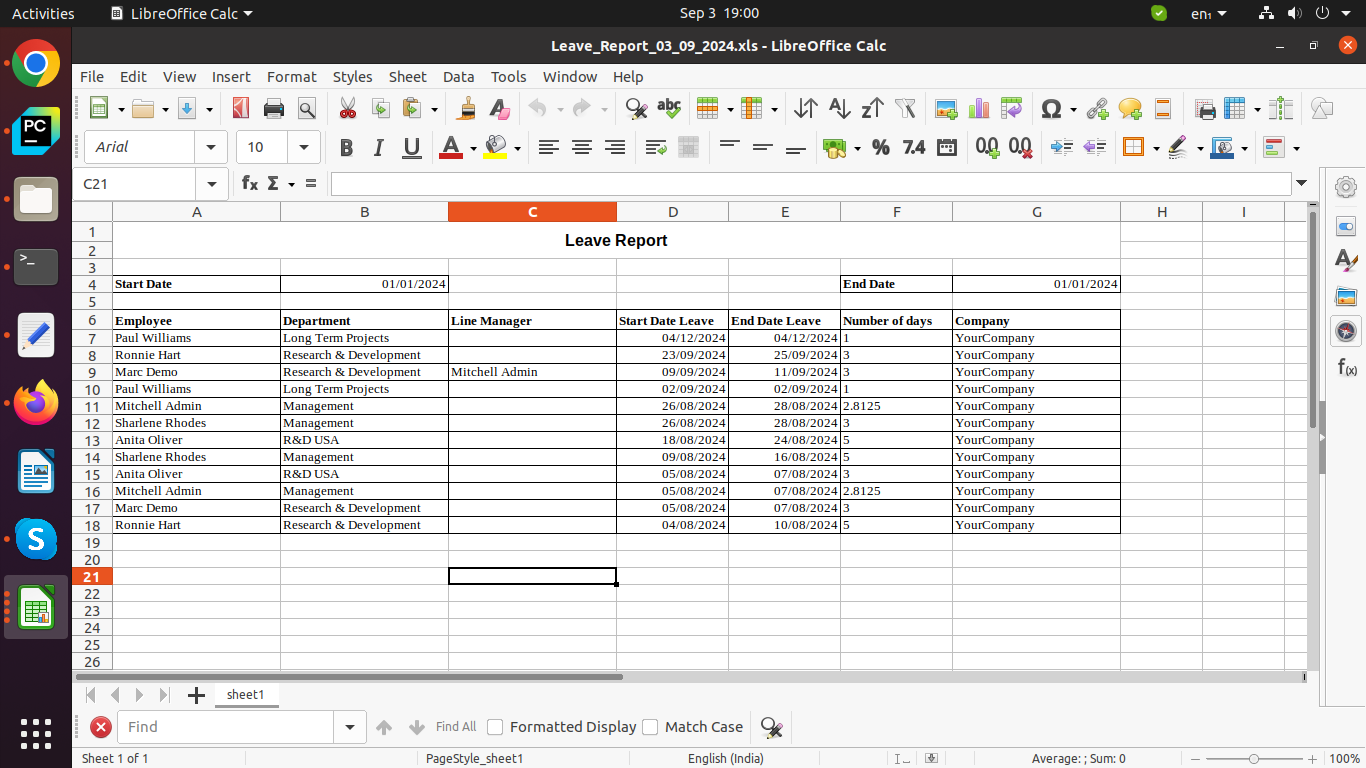 Activities LibreOffice Calc Sep 3 19:00 en₁
Leave_Report_03_09_2024.xls - LibreOffice Calc
File Edit View Insert Format Styles Sheet Data Tools Window Help
Arial 10
C21
A B C D E F G H I
1 Leave Report
2
3
4 Start Date 01/01/2024 End Date 01/01/2024
5
6 Employee Department Line Manager Start Date Leave End Date Leave Number of days Company
7 Paul Williams Long Term Projects 04/12/2024 04/12/2024 1 YourCompany
8 Ronnie Hart Research & Development 23/09/2024 25/09/2024 3 YourCompany
9 Marc Demo Research & Development Mitchell Admin 09/09/2024 11/09/2024 3 YourCompany
10 Paul Williams Long Term Projects 02/09/2024 02/09/2024 1 YourCompany
11 Mitchell Admin Management 26/08/2024 28/08/2024 2.8125 YourCompany
12 Sharlene Rhodes Management 26/08/2024 28/08/2024 3 YourCompany
13 Anita Oliver R&D USA 18/08/2024 24/08/2024 5 YourCompany
14 Sharlene Rhodes Management 09/08/2024 16/08/2024 5 YourCompany
15 Anita Oliver R&D USA 05/08/2024 07/08/2024 3 YourCompany
16 Mitchell Admin Management 05/08/2024 07/08/2024 2.8125 YourCompany
17 Marc Demo Research & Development 05/08/2024 07/08/2024 3 YourCompany
18 Ronnie Hart Research & Development 04/08/2024 10/08/2024 5 YourCompany
19
20
21
22
23
24
25
26
sheet1
Find Find All Formatted Display Match Case
Sheet 1 of 1 PageStyle_sheet1 English (India) Average: ; Sum: 0 100%